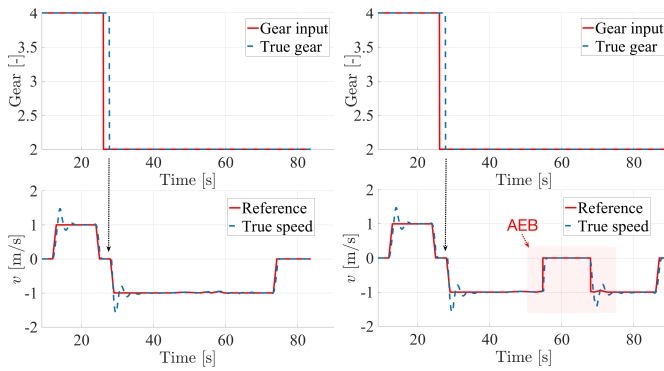 4
3.5
3
2.5
2
Gear [-]
Gear input
True gear
20 40 60 80
Time [s]
4
3.5
3
2.5
2
Gear [-]
Gear input
True gear
20 40 60 80
Time [s]
2
1
0
-1
-2
v [m/s]
Reference
True speed
20 40 60 80
Time [s]
2
1
0
-1
-2
v [m/s]
Reference
True speed
AEB
20 40 60 80
Time [s]